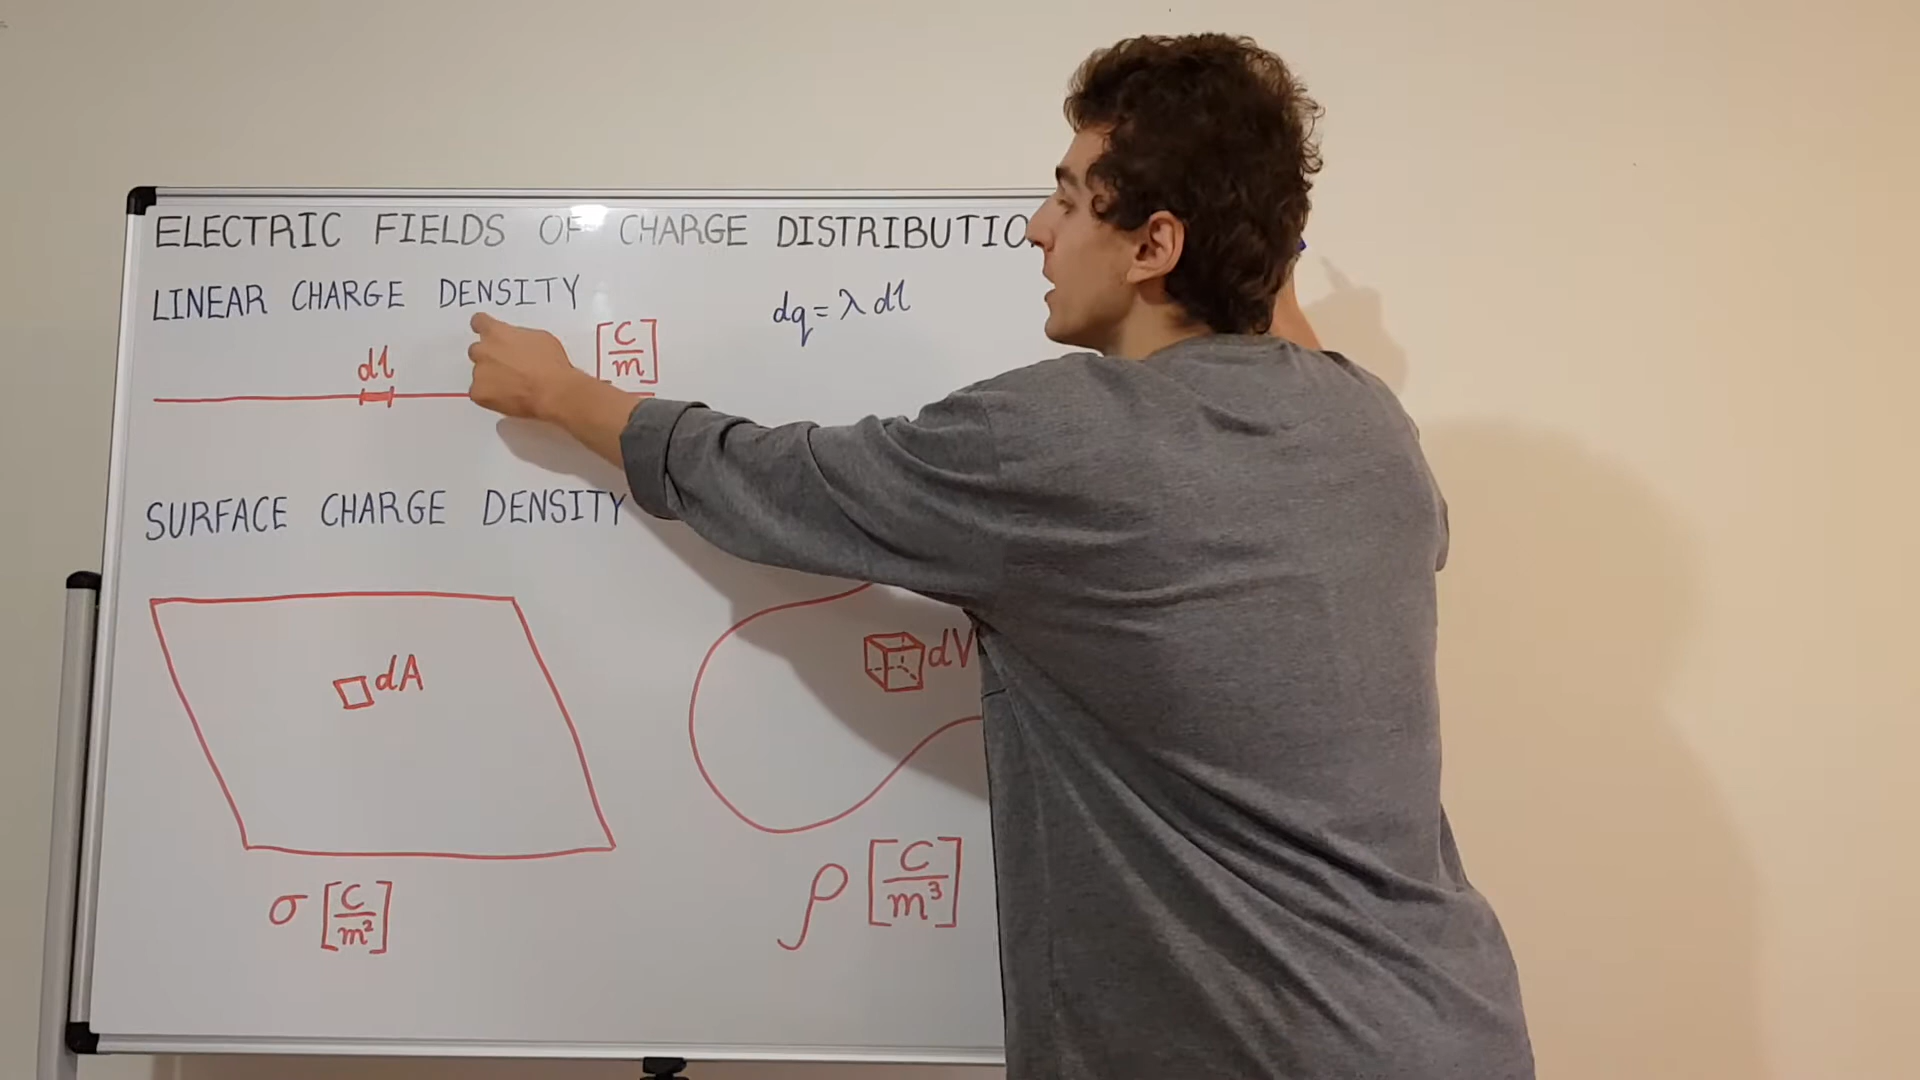 ELECTRIC FIELDS OF CHARGE DISTRIBUTIO
LINEAR CHARGE DENSITY
dq = λ dl
[C/m]
dl
SURFACE CHARGE DENSITY
dA
dV
σ [C/m²]
ρ [C/m³]